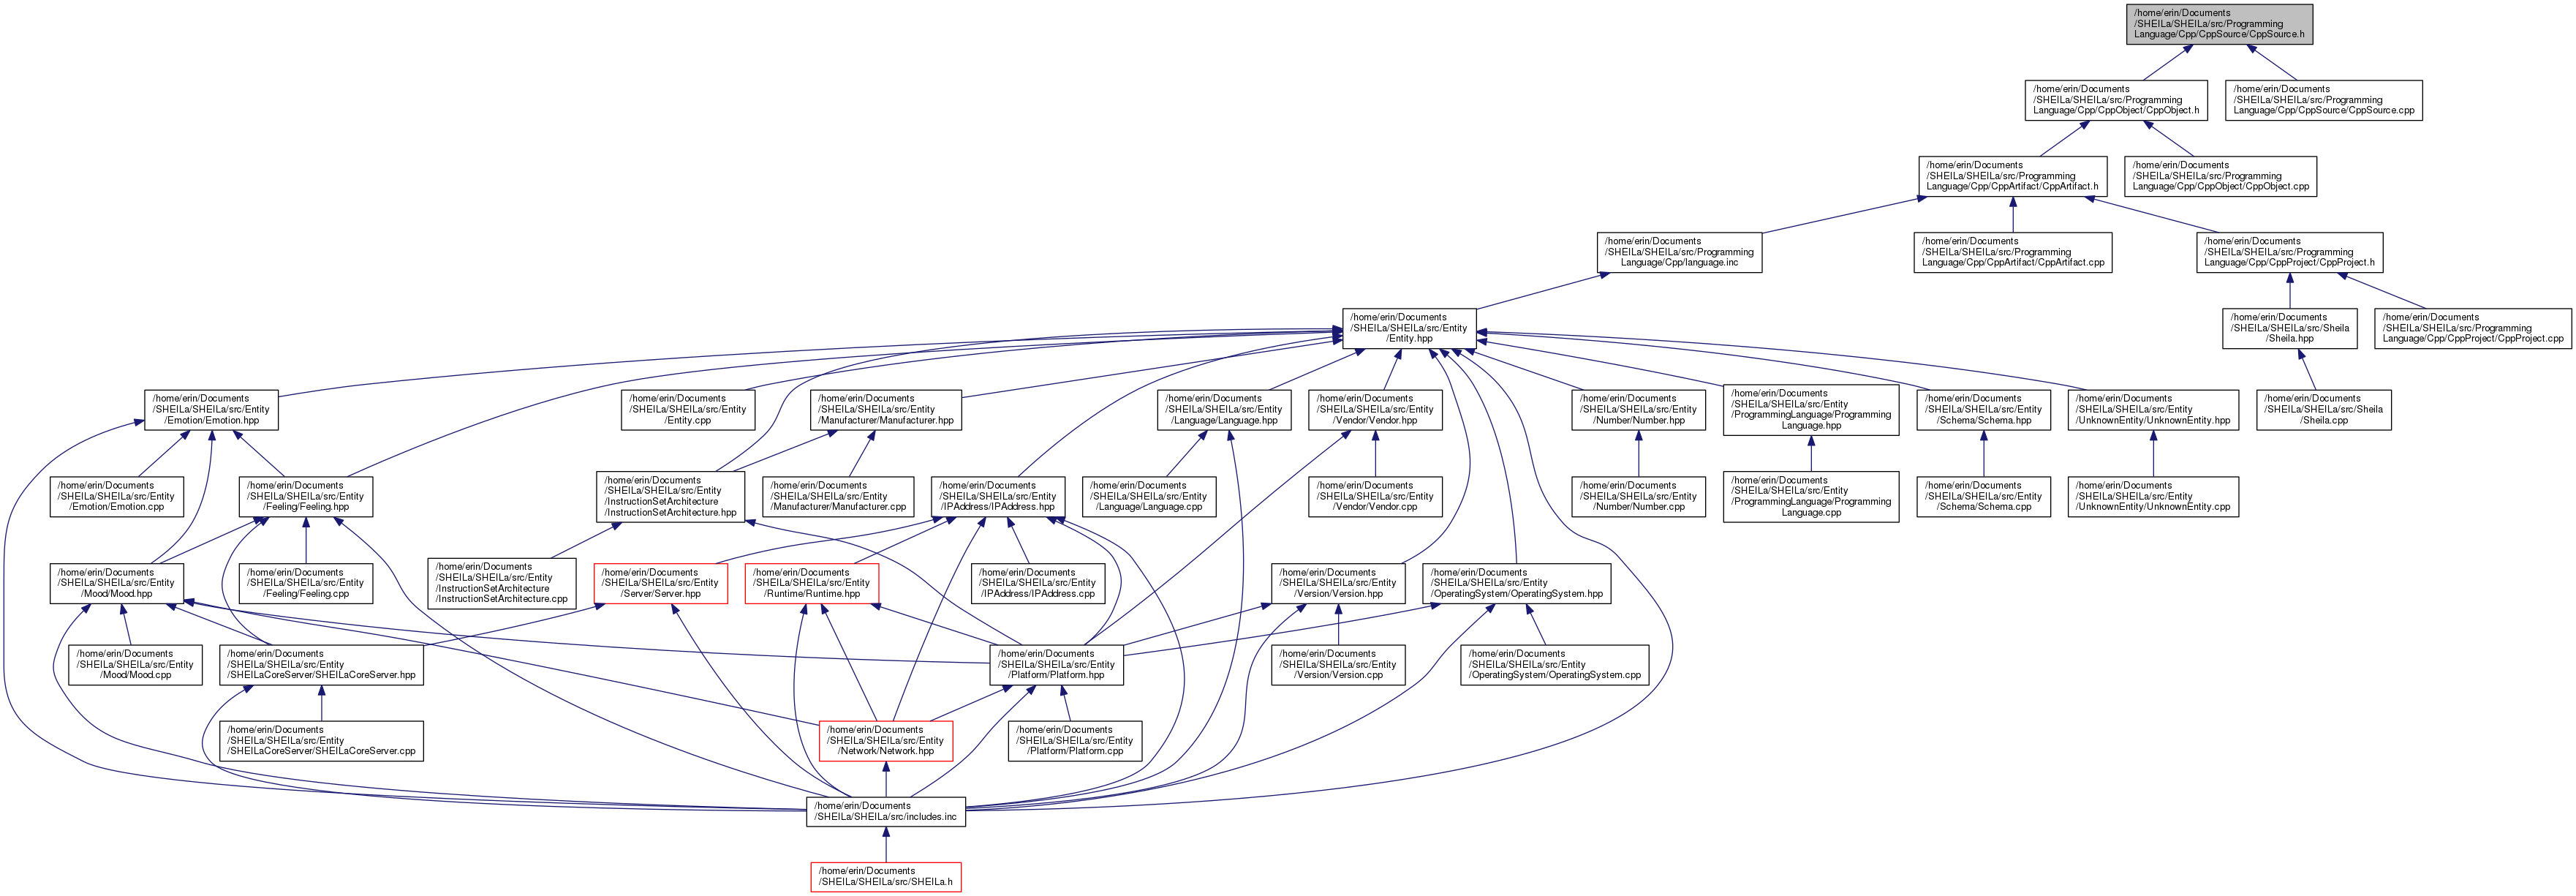 /home/erin/Documents
/SHEILa/SHEILa/src/Programming
Language/Cpp/CppSource/CppSource.h
/home/erin/Documents
/SHEILa/SHEILa/src/Programming
Language/Cpp/CppObject/CppObject.h
/home/erin/Documents
/SHEILa/SHEILa/src/Programming
Language/Cpp/CppSource/CppSource.cpp
/home/erin/Documents
/SHEILa/SHEILa/src/Programming
Language/Cpp/CppArtifact/CppArtifact.h
/home/erin/Documents
/SHEILa/SHEILa/src/Programming
Language/Cpp/CppObject/CppObject.cpp
/home/erin/Documents
/SHEILa/SHEILa/src/Programming
Language/Cpp/language.inc
/home/erin/Documents
/SHEILa/SHEILa/src/Programming
Language/Cpp/CppArtifact/CppArtifact.cpp
/home/erin/Documents
/SHEILa/SHEILa/src/Programming
Language/Cpp/CppProject/CppProject.h
/home/erin/Documents
/SHEILa/SHEILa/src/Entity
/Entity.hpp
/home/erin/Documents
/SHEILa/SHEILa/src/Sheila
/Sheila.hpp
/home/erin/Documents
/SHEILa/SHEILa/src/Programming
Language/Cpp/CppProject/CppProject.cpp
/home/erin/Documents
/SHEILa/SHEILa/src/Entity
/Emotion/Emotion.hpp
/home/erin/Documents
/SHEILa/SHEILa/src/Entity
/Entity.cpp
/home/erin/Documents
/SHEILa/SHEILa/src/Entity
/Manufacturer/Manufacturer.hpp
/home/erin/Documents
/SHEILa/SHEILa/src/Entity
/Language/Language.hpp
/home/erin/Documents
/SHEILa/SHEILa/src/Entity
/Vendor/Vendor.hpp
/home/erin/Documents
/SHEILa/SHEILa/src/Entity
/Number/Number.hpp
/home/erin/Documents
/SHEILa/SHEILa/src/Entity
/ProgrammingLanguage/Programming
Language.hpp
/home/erin/Documents
/SHEILa/SHEILa/src/Entity
/Schema/Schema.hpp
/home/erin/Documents
/SHEILa/SHEILa/src/Entity
/UnknownEntity/UnknownEntity.hpp
/home/erin/Documents
/SHEILa/SHEILa/src/Sheila
/Sheila.cpp
/home/erin/Documents
/SHEILa/SHEILa/src/Entity
/Emotion/Emotion.cpp
/home/erin/Documents
/SHEILa/SHEILa/src/Entity
/Feeling/Feeling.hpp
/home/erin/Documents
/SHEILa/SHEILa/src/Entity
/InstructionSetArchitecture
/InstructionSetArchitecture.hpp
/home/erin/Documents
/SHEILa/SHEILa/src/Entity
/Manufacturer/Manufacturer.cpp
/home/erin/Documents
/SHEILa/SHEILa/src/Entity
/IPAddress/IPAddress.hpp
/home/erin/Documents
/SHEILa/SHEILa/src/Entity
/Language/Language.cpp
/home/erin/Documents
/SHEILa/SHEILa/src/Entity
/Vendor/Vendor.cpp
/home/erin/Documents
/SHEILa/SHEILa/src/Entity
/Number/Number.cpp
/home/erin/Documents
/SHEILa/SHEILa/src/Entity
/ProgrammingLanguage/Programming
Language.cpp
/home/erin/Documents
/SHEILa/SHEILa/src/Entity
/Schema/Schema.cpp
/home/erin/Documents
/SHEILa/SHEILa/src/Entity
/UnknownEntity/UnknownEntity.cpp
/home/erin/Documents
/SHEILa/SHEILa/src/Entity
/Mood/Mood.hpp
/home/erin/Documents
/SHEILa/SHEILa/src/Entity
/Feeling/Feeling.cpp
/home/erin/Documents
/SHEILa/SHEILa/src/Entity
/InstructionSetArchitecture
/InstructionSetArchitecture.cpp
/home/erin/Documents
/SHEILa/SHEILa/src/Entity
/Server/Server.hpp
/home/erin/Documents
/SHEILa/SHEILa/src/Entity
/Runtime/Runtime.hpp
/home/erin/Documents
/SHEILa/SHEILa/src/Entity
/IPAddress/IPAddress.cpp
/home/erin/Documents
/SHEILa/SHEILa/src/Entity
/Version/Version.hpp
/home/erin/Documents
/SHEILa/SHEILa/src/Entity
/OperatingSystem/OperatingSystem.hpp
/home/erin/Documents
/SHEILa/SHEILa/src/Entity
/Mood/Mood.cpp
/home/erin/Documents
/SHEILa/SHEILa/src/Entity
/SHEILaCoreServer/SHEILaCoreServer.hpp
/home/erin/Documents
/SHEILa/SHEILa/src/Entity
/Platform/Platform.hpp
/home/erin/Documents
/SHEILa/SHEILa/src/Entity
/Version/Version.cpp
/home/erin/Documents
/SHEILa/SHEILa/src/Entity
/OperatingSystem/OperatingSystem.cpp
/home/erin/Documents
/SHEILa/SHEILa/src/Entity
/SHEILaCoreServer/SHEILaCoreServer.cpp
/home/erin/Documents
/SHEILa/SHEILa/src/Entity
/Network/Network.hpp
/home/erin/Documents
/SHEILa/SHEILa/src/Entity
/Platform/Platform.cpp
/home/erin/Documents
/SHEILa/SHEILa/src/includes.inc
/home/erin/Documents
/SHEILa/SHEILa/src/SHEILa.h